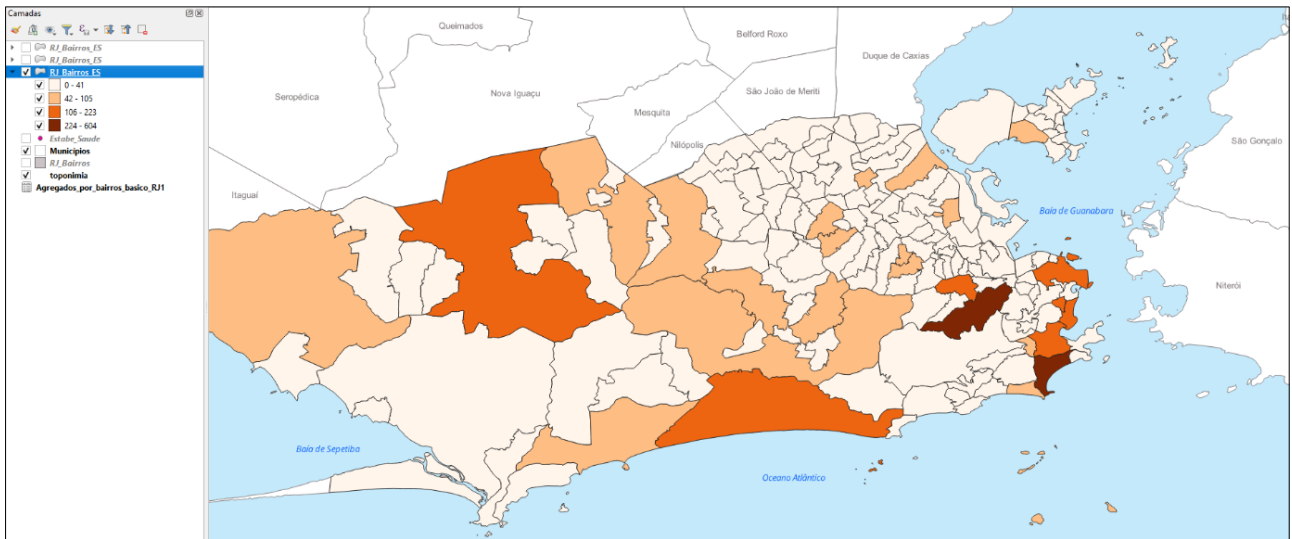 Camadas
RJ_Bairros_ES
RJ_Bairros_ES
RJ_Bairros_ES
0 - 41
42 - 105
106 - 223
224 - 604
Estabe_Saude
Municípios
RJ_Bairros
toponimia
Agregados_por_bairros_basico_RJ1
Queimados
Belford Roxo
Duque de Caxias
Seropédica
Nova Iguaçu
São João de Meriti
Mesquita
Nilópolis
São Gonçalo
Itaguaí
Baía de Guanabara
Niterói
Baía de Sepetiba
Oceano Atlântico